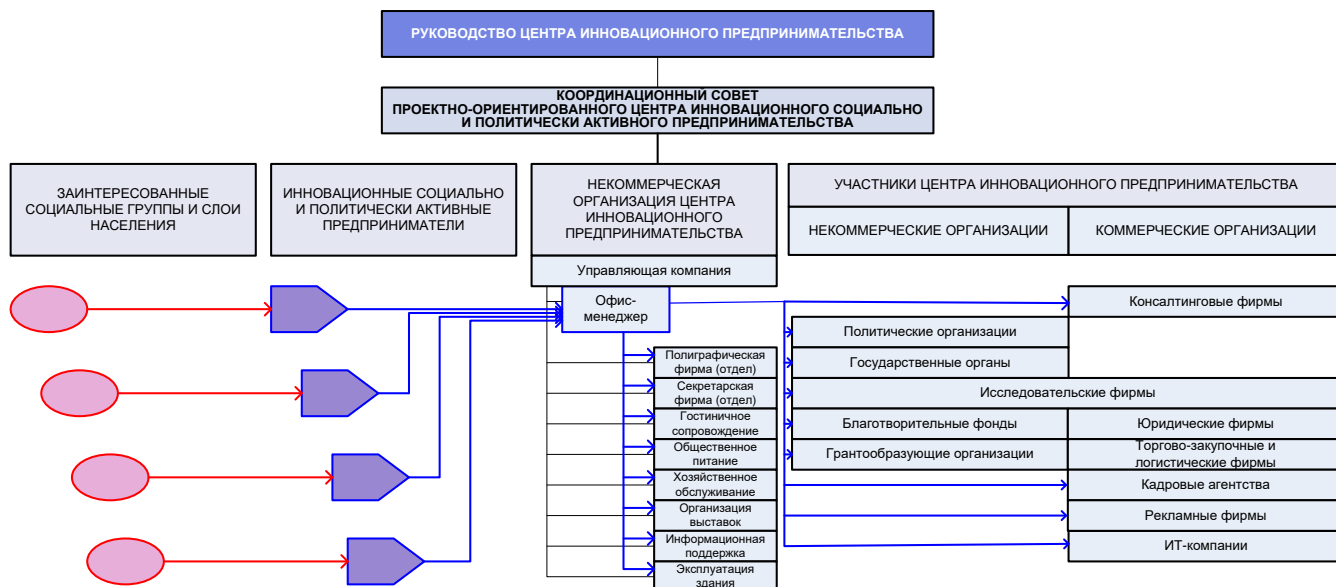 РУКОВОДСТВО ЦЕНТРА ИННОВАЦИОННОГО ПРЕДПРИНИМАТЕЛЬСТВА
КООРДИНАЦИОННЫЙ СОВЕТ
ПРОЕКТНО-ОРИЕНТИРОВАННОГО ЦЕНТРА ИННОВАЦИОННОГО СОЦИАЛЬНО
И ПОЛИТИЧЕСКИ АКТИВНОГО ПРЕДПРИНИМАТЕЛЬСТВА
ЗАИНТЕРЕСОВАННЫЕ
СОЦИАЛЬНЫЕ ГРУППЫ И СЛОИ
НАСЕЛЕНИЯ
ИННОВАЦИОННЫЕ СОЦИАЛЬНО
И ПОЛИТИЧЕСКИ АКТИВНЫЕ
ПРЕДПРИНИМАТЕЛИ
НЕКОММЕРЧЕСКАЯ
ОРГАНИЗАЦИЯ ЦЕНТРА
ИННОВАЦИОННОГО
ПРЕДПРИНИМАТЕЛЬСТВА
Управляющая компания
Офис-
менеджер
Полиграфическая
фирма (отдел)
Секретарская
фирма (отдел)
Гостиничное
сопровождение
Общественное
питание
Хозяйственное
обслуживание
Организация
выставок
Информационная
поддержка
Эксплуатация
здания
УЧАСТНИКИ ЦЕНТРА ИННОВАЦИОННОГО ПРЕДПРИНИМАТЕЛЬСТВА
НЕКОММЕРЧЕСКИЕ ОРГАНИЗАЦИИ
КОММЕРЧЕСКИЕ ОРГАНИЗАЦИИ
Консалтинговые фирмы
Политические организации
Государственные органы
Исследовательские фирмы
Благотворительные фонды
Юридические фирмы
Грантообразующие организации
Торгово-закупочные и
логистические фирмы
Кадровые агентства
Рекламные фирмы
ИТ-компании